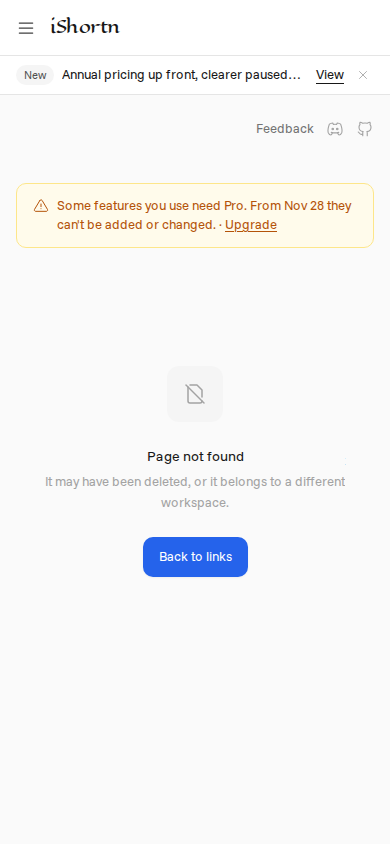 iShortn
New Annual pricing up front, clearer paused... View
Feedback
Some features you use need Pro. From Nov 28 they
can't be added or changed. · Upgrade
Page not found
It may have been deleted, or it belongs to a different
workspace.
Back to links